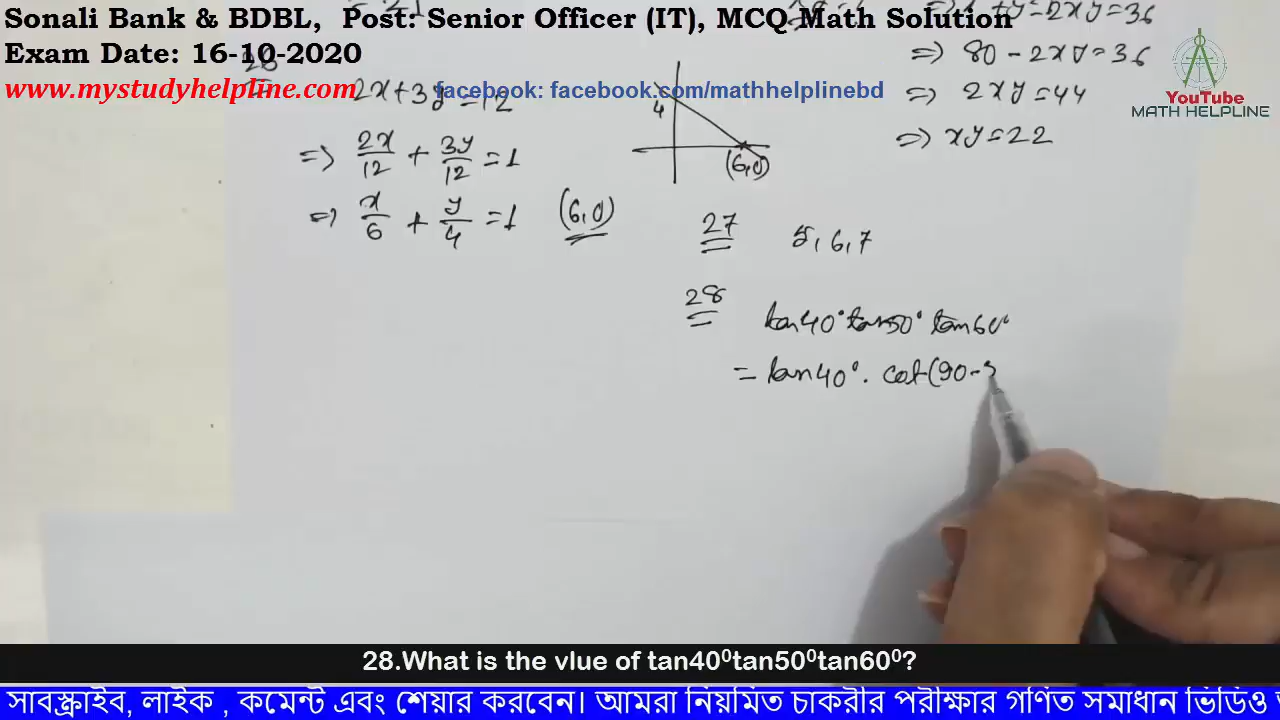 Sonali Bank & BDBL, Post: Senior Officer (IT), MCQ Math Solution
Exam Date: 16-10-2020
www.mystudyhelpline.com
facebook: facebook.com/mathhelplinebd
YouTube
MATH HELPLINE
2x+3y=12
=> 2x/12 + 3y/12 = 1
=> x/6 + y/4 = 1 (6,0)
4
(6,0)
=> 80-2xy=36
=> 2xy=44
=> xy=22
27 5,6,7
28 tan40° tan50° tan60°
= tan40°. cot(90-
28.What is the vlue of tan40⁰tan50⁰tan60⁰?
সাবস্ক্রাইব, লাইক , কমেন্ট এবং শেয়ার করবেন। আমরা নিয়মিত চাকরীর পরীক্ষার গণিত সমাধান ভিডিও